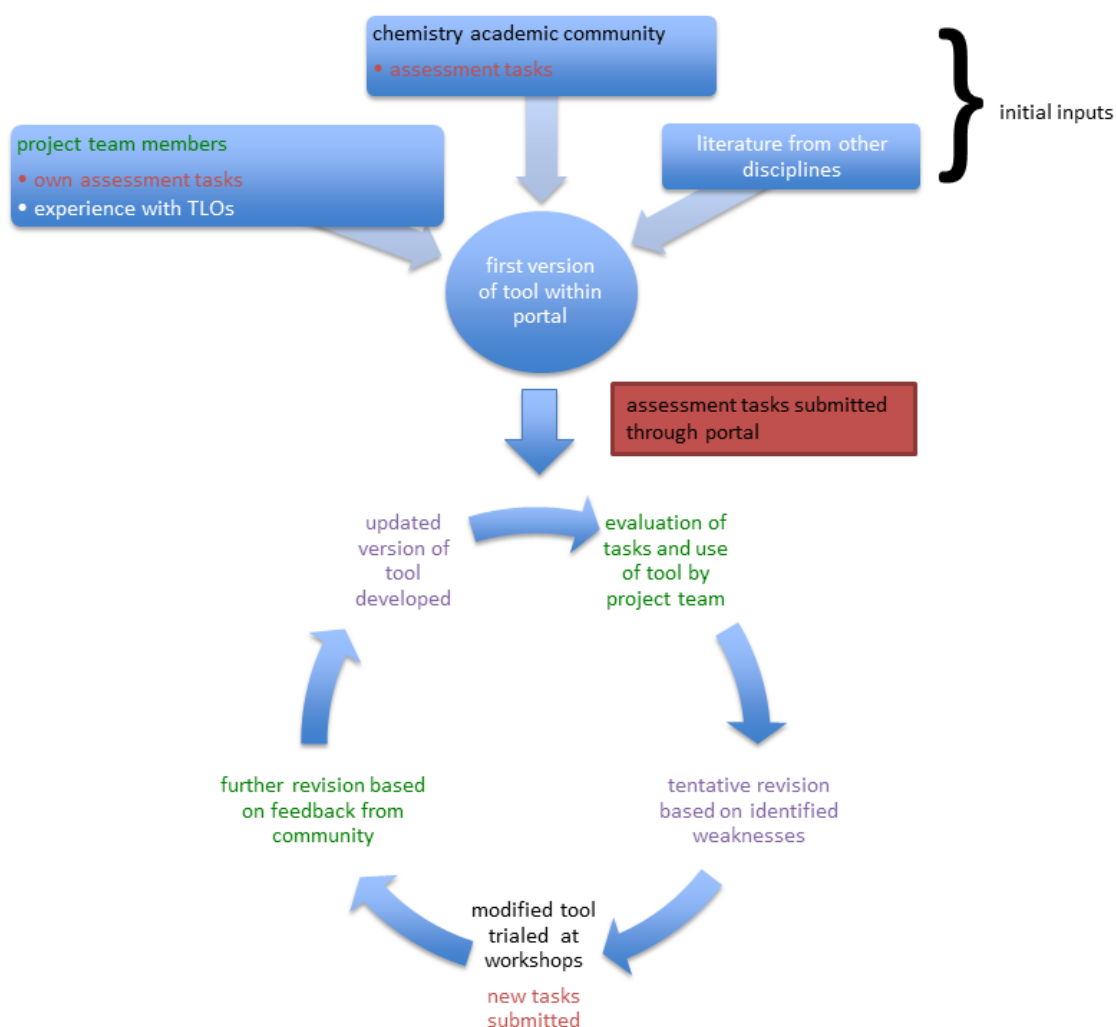 chemistry academic community
• assessment tasks
initial inputs
project team members
• own assessment tasks
• experience with TLOs
literature from other
disciplines
first version
of tool within
portal
assessment tasks submitted
through portal
updated
version of
tool
developed
evaluation of
tasks and use
of tool by
project team
tentative revision
based on identified
weaknesses
modified tool
trialed at
workshops
new tasks
submitted
further revision based
on feedback from
community